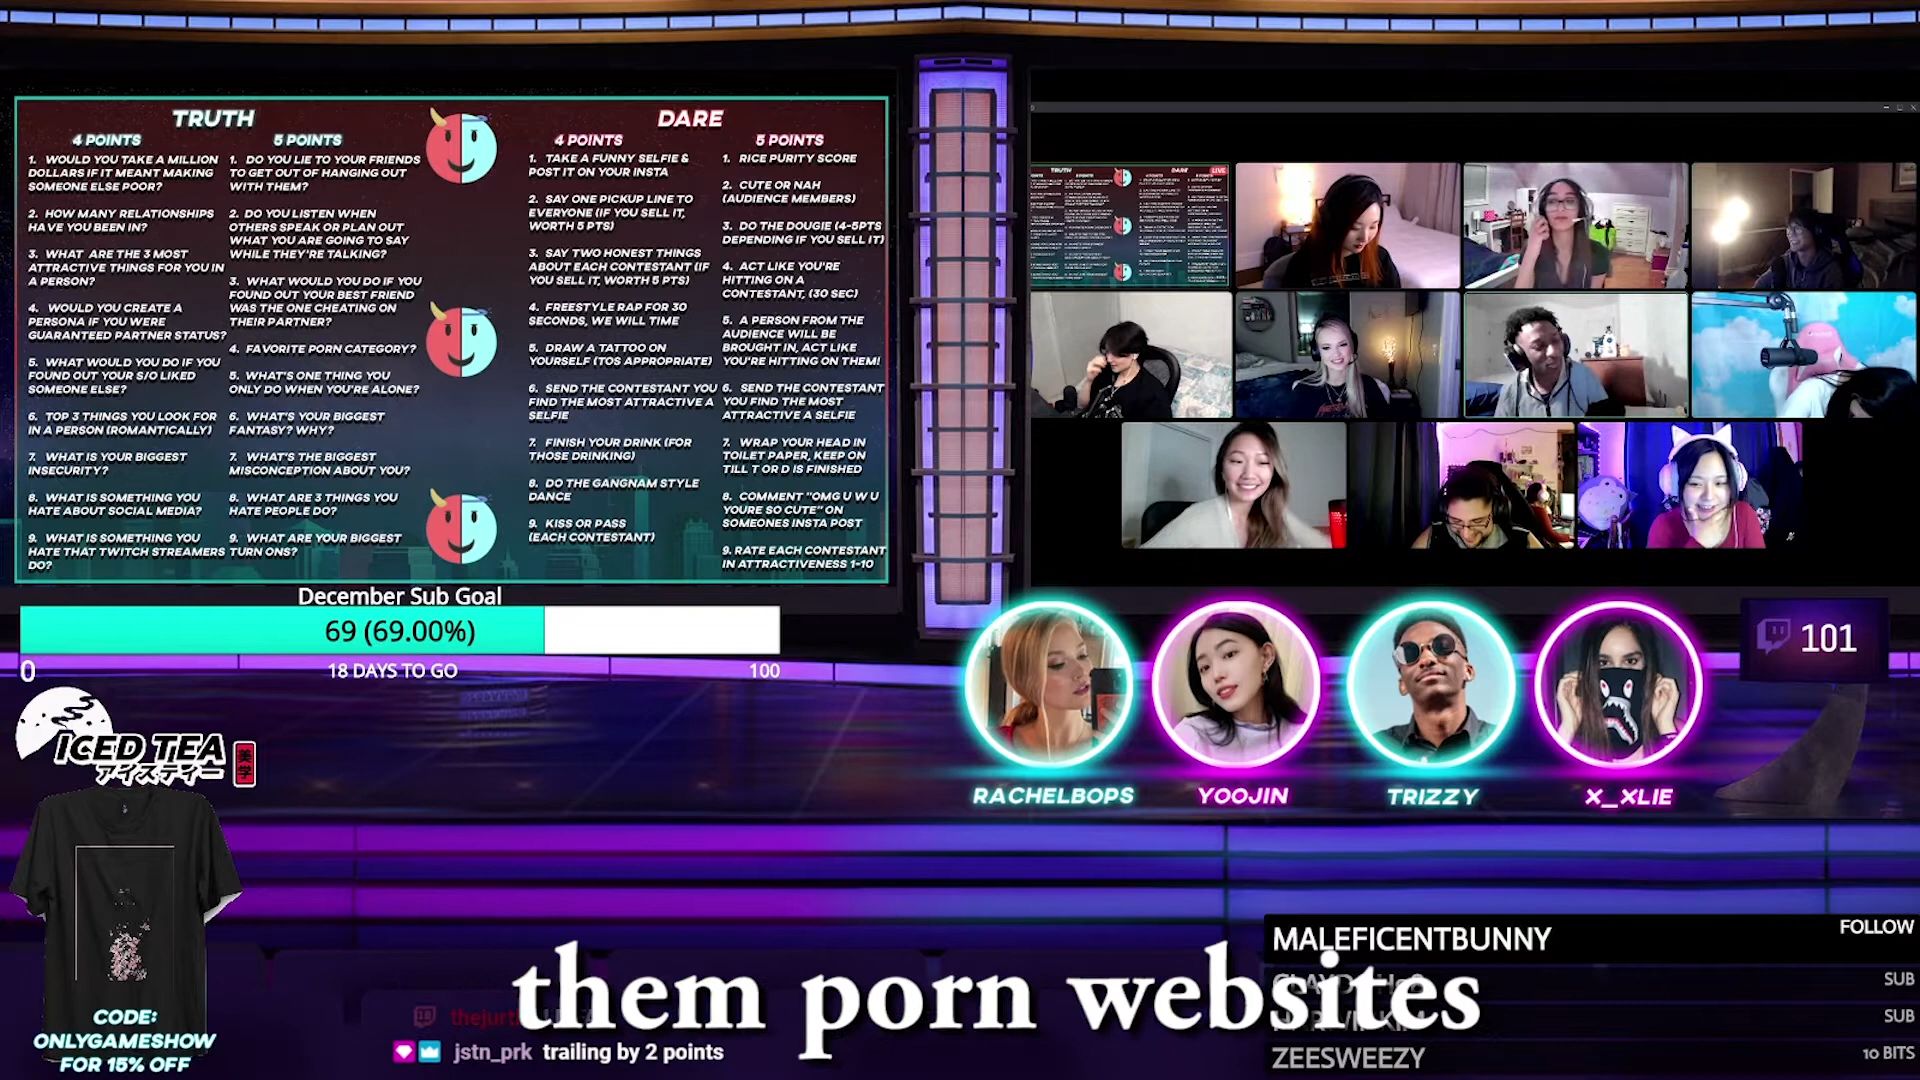 TRUTH
4 POINTS
1. WOULD YOU TAKE A MILLION
DOLLARS IF IT MEANT MAKING
SOMEONE ELSE POOR?
2. HOW MANY RELATIONSHIPS
HAVE YOU BEEN IN?
3. WHAT ARE THE 3 MOST
ATTRACTIVE THINGS FOR YOU IN
A PERSON?
4. WOULD YOU CREATE A
PERSONA IF YOU WERE
GUARANTEED PARTNER STATUS?
5. WHAT WOULD YOU DO IF YOU
FOUND OUT YOUR S/O LIKED
SOMEONE ELSE?
6. TOP 3 THINGS YOU LOOK FOR
IN A PERSON (ROMANTICALLY)
7. WHAT IS YOUR BIGGEST
INSECURITY?
8. WHAT IS SOMETHING YOU
HATE ABOUT SOCIAL MEDIA?
9. WHAT IS SOMETHING YOU
HATE THAT TWITCH STREAMERS
DO?
5 POINTS
1. DO YOU LIE TO YOUR FRIENDS
TO GET OUT OF HANGING OUT
WITH THEM?
2. DO YOU LISTEN WHEN
OTHERS SPEAK OR PLAN OUT
WHAT YOU ARE GOING TO SAY
WHILE THEY'RE TALKING?
3. WHAT WOULD YOU DO IF YOU
FOUND OUT YOUR BEST FRIEND
WAS THE ONE CHEATING ON
THEIR PARTNER?
4. FAVORITE PORN CATEGORY?
5. WHAT'S ONE THING YOU
ONLY DO WHEN YOU'RE ALONE?
6. WHAT'S YOUR BIGGEST
FANTASY? WHY?
7. WHAT'S THE BIGGEST
MISCONCEPTION ABOUT YOU?
8. WHAT ARE 3 THINGS YOU
HATE PEOPLE DO?
9. WHAT ARE YOUR BIGGEST
TURN ONS?
DARE
4 POINTS
1. TAKE A FUNNY SELFIE &
POST IT ON YOUR INSTA
2. SAY ONE PICKUP LINE TO
EVERYONE (IF YOU SELL IT,
WORTH 5 PTS)
3. SAY TWO HONEST THINGS
ABOUT EACH CONTESTANT (IF
YOU SELL IT, WORTH 5 PTS)
4. FREESTYLE RAP FOR 30
SECONDS, WE WILL TIME
5. DRAW A TATTOO ON
YOURSELF (TOS APPROPRIATE)
6. SEND THE CONTESTANT YOU
FIND THE MOST ATTRACTIVE A
SELFIE
7. FINISH YOUR DRINK (FOR
THOSE DRINKING)
8. DO THE GANGNAM STYLE
DANCE
9. KISS OR PASS
(EACH CONTESTANT)
5 POINTS
1. RICE PURITY SCORE
2. CUTE OR NAH
(AUDIENCE MEMBERS)
3. DO THE DOUGIE (4-5PTS
DEPENDING IF YOU SELL IT)
4. ACT LIKE YOU'RE
HITTING ON A
CONTESTANT, (30 SEC)
5. A PERSON FROM THE
AUDIENCE WILL BE
BROUGHT IN, ACT LIKE
YOU'RE HITTING ON THEM!
6. SEND THE CONTESTANT
YOU FIND THE MOST
ATTRACTIVE A SELFIE
7. WRAP YOUR HEAD IN
TOILET PAPER, KEEP ON
TILL T OR D IS FINISHED
8. COMMENT "OMG U W U
YOURE SO CUTE" ON
SOMEONES INSTA POST
9. RATE EACH CONTESTANT
IN ATTRACTIVENESS 1-10
TRUTH
DARE
LIVE
December Sub Goal
69 (69.00%)
0
18 DAYS TO GO
100
ICED TEA
アイスティー
美学
RACHELBOPS
YOOJIN
TRIZZY
X_XLIE
101
CODE:
ONLYGAMESHOW
FOR 15% OFF
them porn websites
jstn_prk trailing by 2 points
MALEFICENTBUNNY FOLLOW
SUB
SUB
ZEESWEEZY 10 BITS